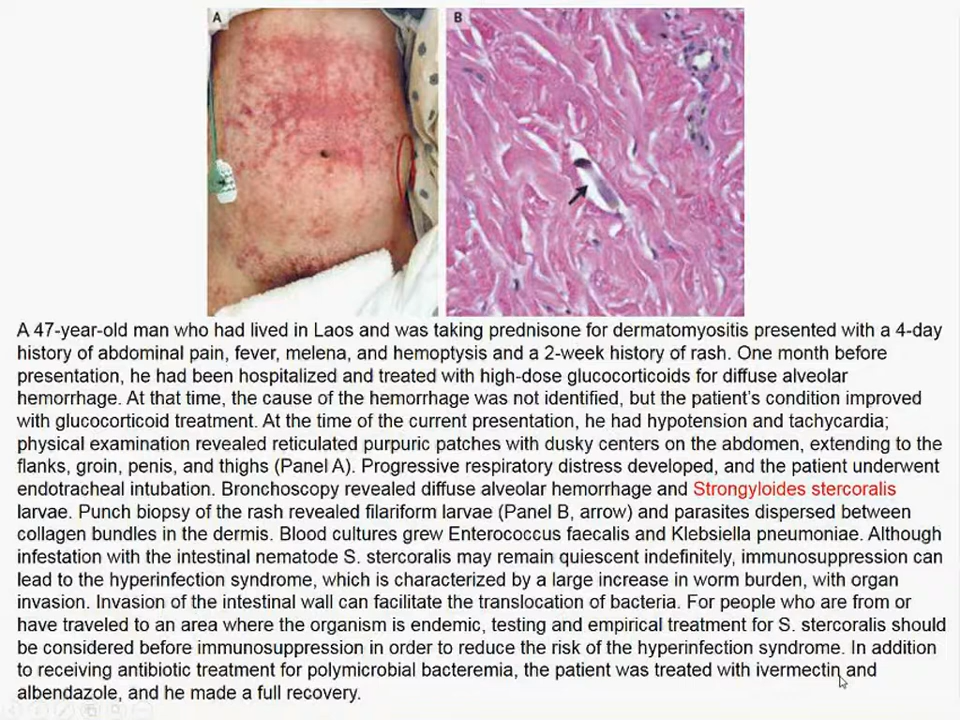 A
B
A 47-year-old man who had lived in Laos and was taking prednisone for dermatomyositis presented with a 4-day
history of abdominal pain, fever, melena, and hemoptysis and a 2-week history of rash. One month before
presentation, he had been hospitalized and treated with high-dose glucocorticoids for diffuse alveolar
hemorrhage. At that time, the cause of the hemorrhage was not identified, but the patient's condition improved
with glucocorticoid treatment. At the time of the current presentation, he had hypotension and tachycardia;
physical examination revealed reticulated purpuric patches with dusky centers on the abdomen, extending to the
flanks, groin, penis, and thighs (Panel A). Progressive respiratory distress developed, and the patient underwent
endotracheal intubation. Bronchoscopy revealed diffuse alveolar hemorrhage and Strongyloides stercoralis
larvae. Punch biopsy of the rash revealed filariform larvae (Panel B, arrow) and parasites dispersed between
collagen bundles in the dermis. Blood cultures grew Enterococcus faecalis and Klebsiella pneumoniae. Although
infestation with the intestinal nematode S. stercoralis may remain quiescent indefinitely, immunosuppression can
lead to the hyperinfection syndrome, which is characterized by a large increase in worm burden, with organ
invasion. Invasion of the intestinal wall can facilitate the translocation of bacteria. For people who are from or
have traveled to an area where the organism is endemic, testing and empirical treatment for S. stercoralis should
be considered before immunosuppression in order to reduce the risk of the hyperinfection syndrome. In addition
to receiving antibiotic treatment for polymicrobial bacteremia, the patient was treated with ivermectin and
albendazole, and he made a full recovery.